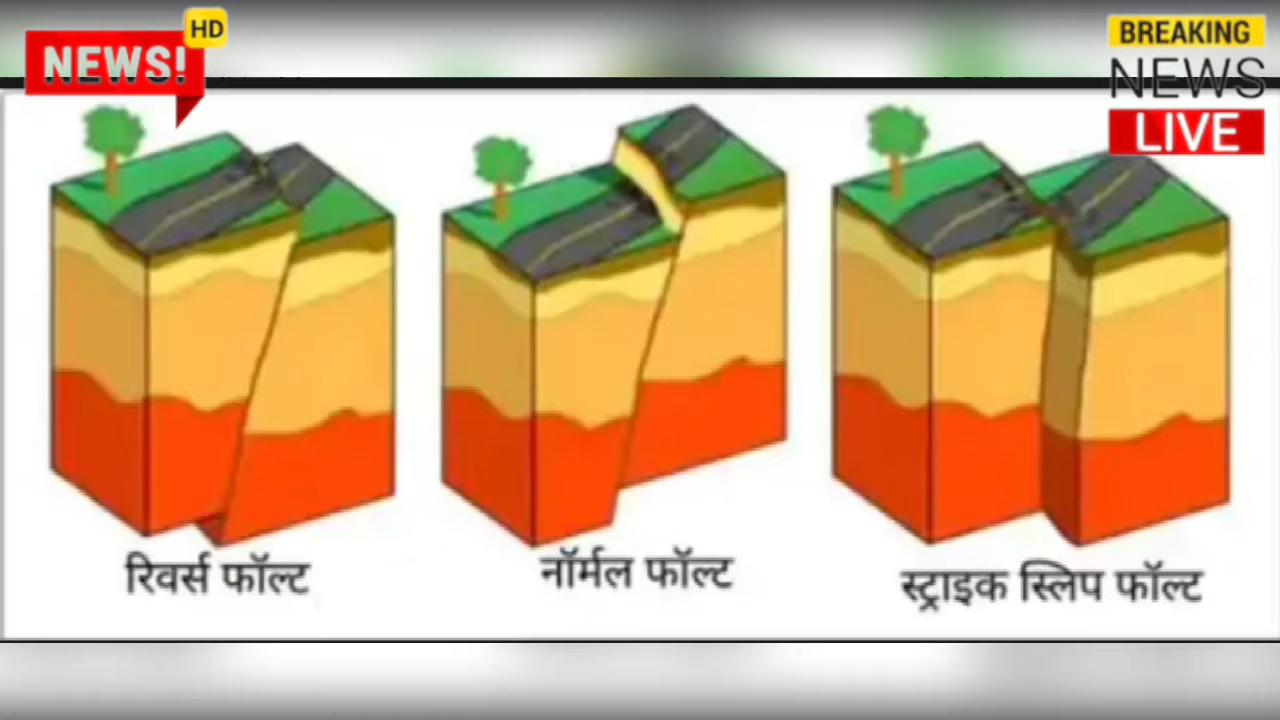 HD
NEWS!
BREAKING
NEWS
LIVE
रिवर्स फॉल्ट
नॉर्मल फॉल्ट
स्ट्राइक स्लिप फॉल्ट